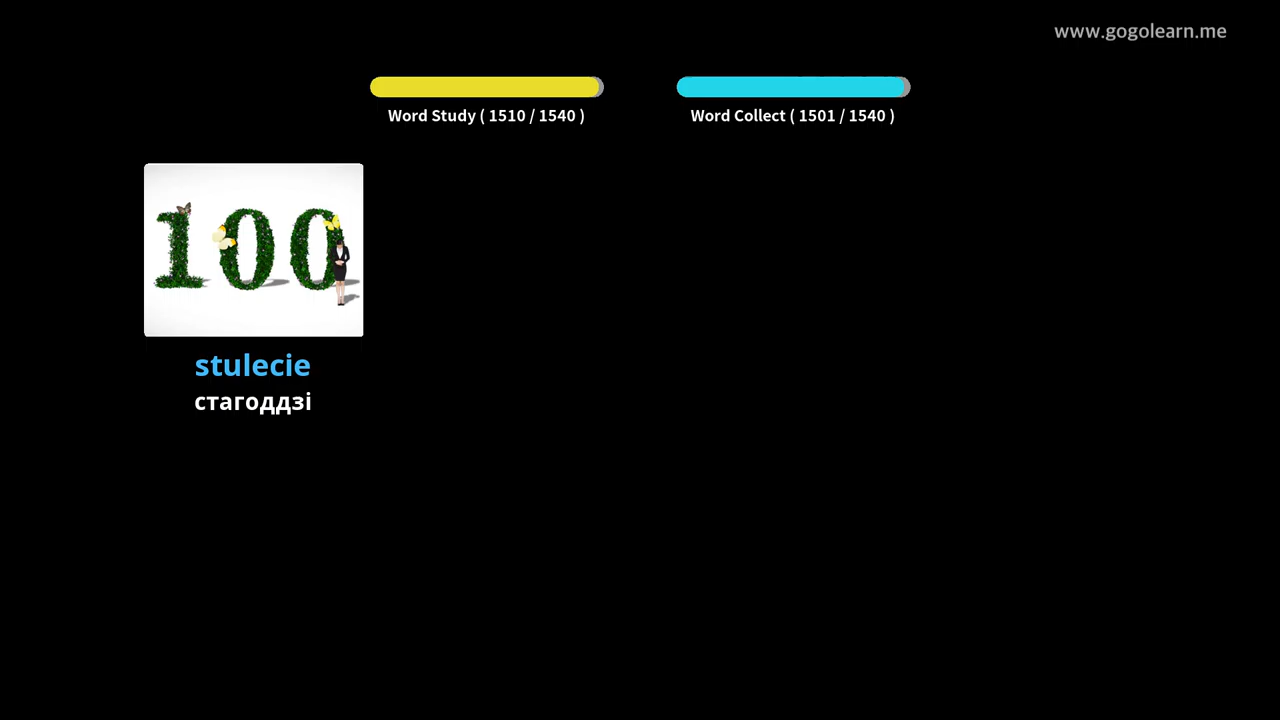 www.gogolearn.me
Word Study ( 1510 / 1540 )
Word Collect ( 1501 / 1540 )
100
stulecie
стагоддзі